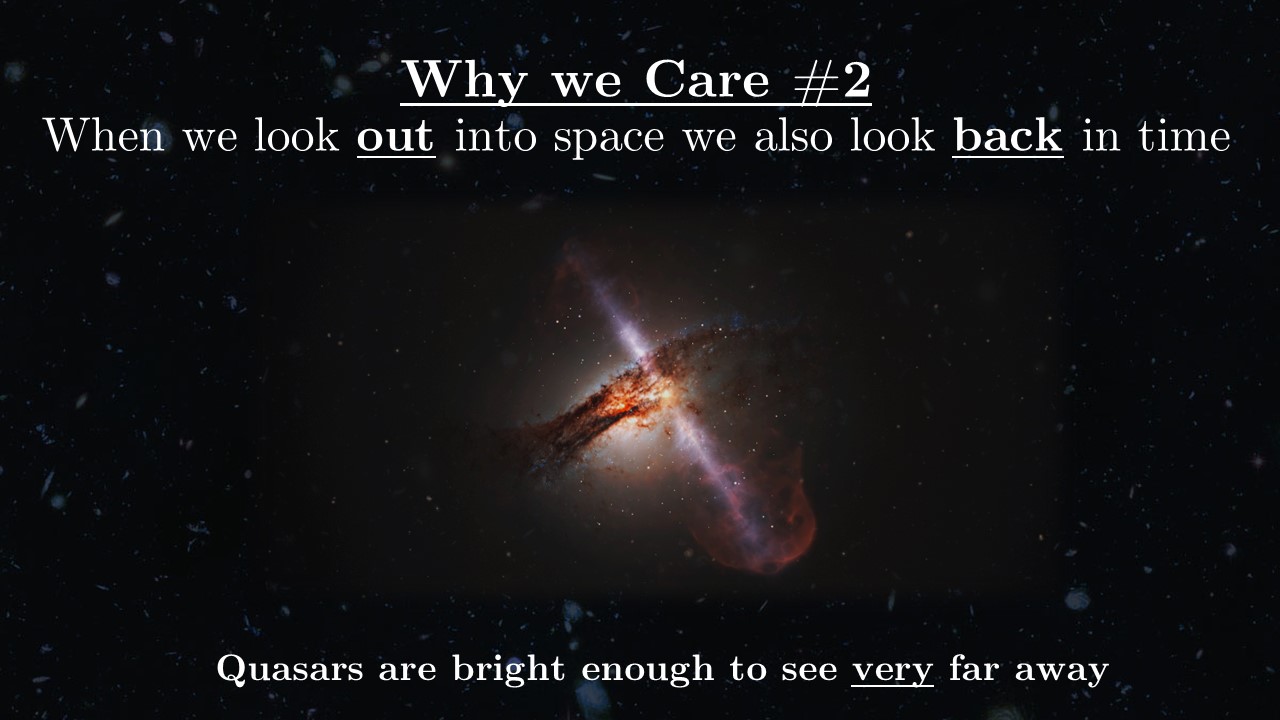 Why we Care #2
When we look out into space we also look back in time
Quasars are bright enough to see very far away